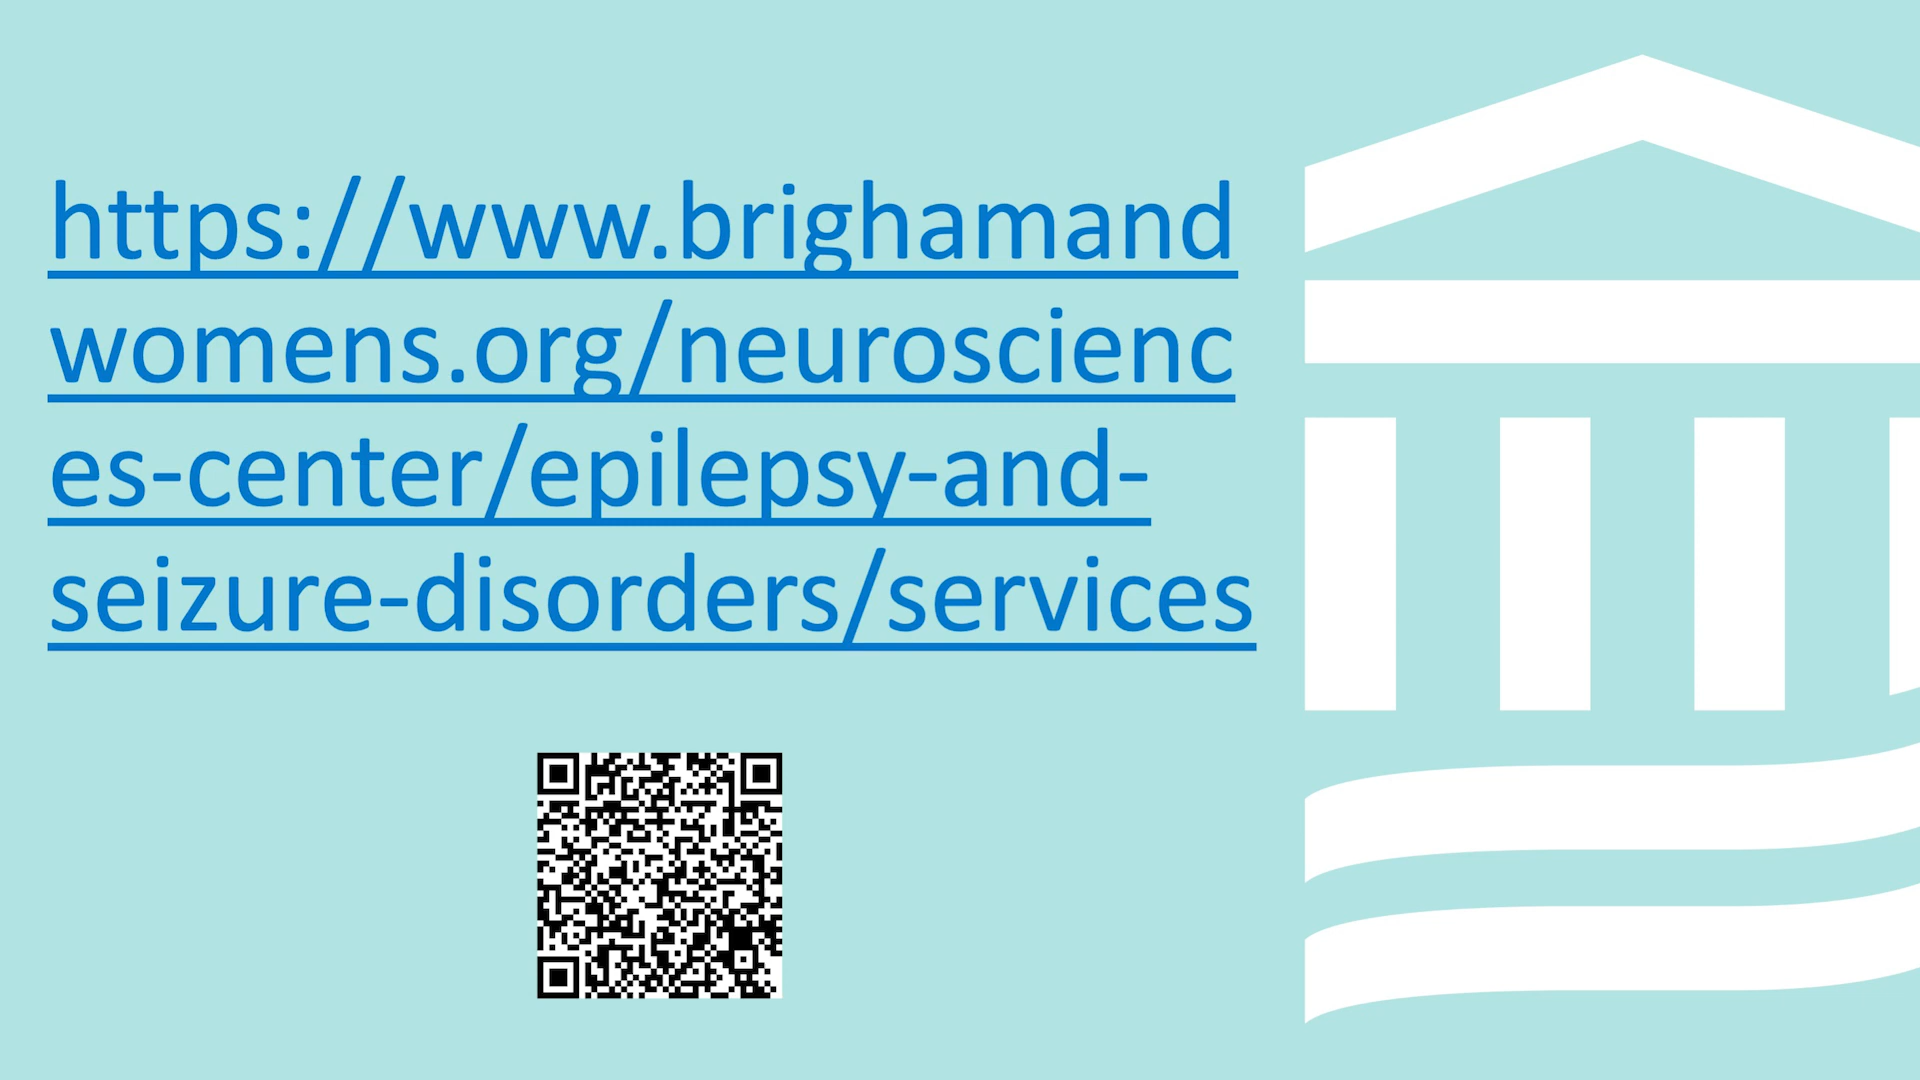 https://www.brighamand
womens.org/neuroscienc
es-center/epilepsy-and-
seizure-disorders/services